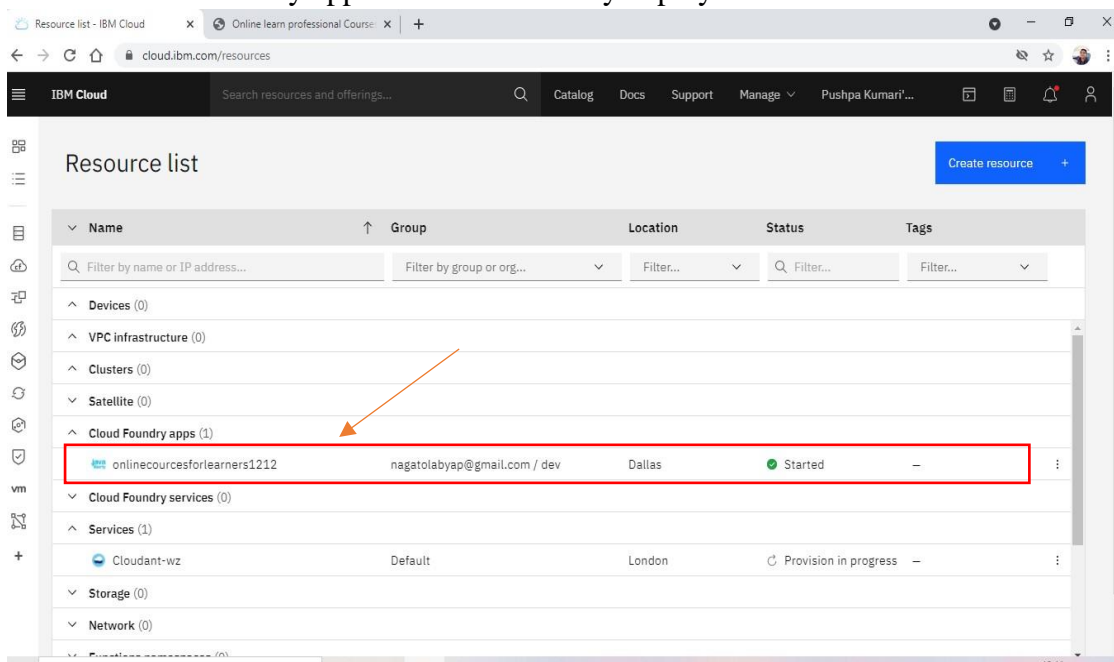 Resource list - IBM Cloud
Online learn professional Course
cloud.ibm.com/resources
IBM Cloud Search resources and offerings... Catalog Docs Support Manage Pushpa Kumari'...
Resource list
Create resource +
Name Group Location Status Tags
Filter by name or IP address... Filter by group or org... Filter... Filter... Filter...
Devices (0)
VPC infrastructure (0)
Clusters (0)
Satellite (0)
Cloud Foundry apps (1)
onlinecourcesforlearners1212 nagatolabyap@gmail.com / dev Dallas Started –
Cloud Foundry services (0)
vm
Services (1)
Cloudant-wz Default London Provision in progress –
Storage (0)
Network (0)